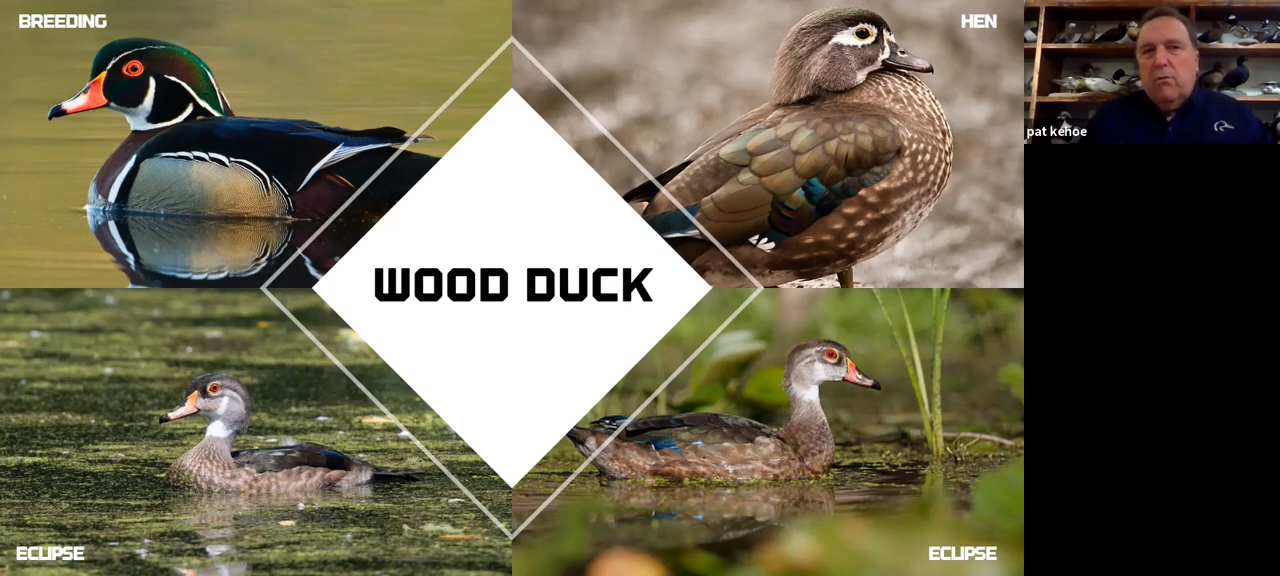 BREEDING
HEN
pat kehoe
WOOD DUCK
ECLIPSE
ECLIPSE